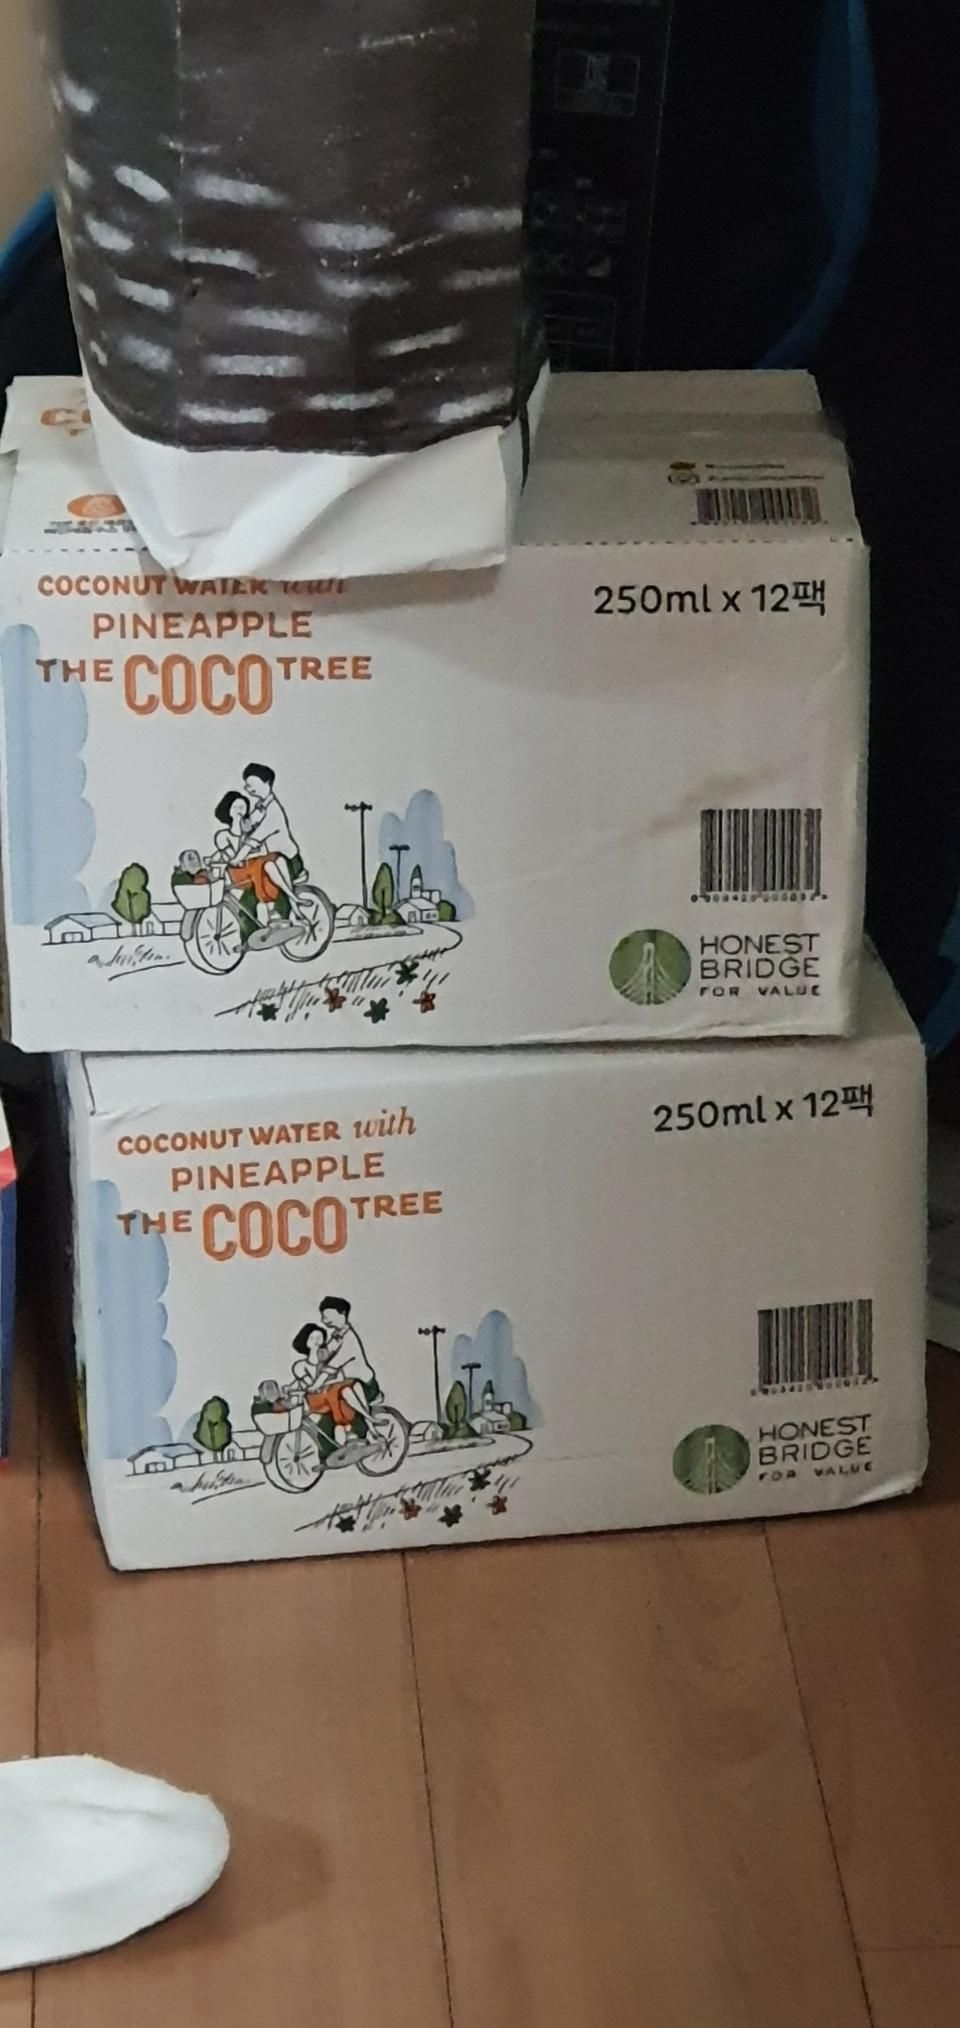 COCONUT WATER with
PINEAPPLE
THE COCO TREE
250ml x 12팩
HONEST
BRIDGE
FOR VALUE
COCONUT WATER with
PINEAPPLE
THE COCO TREE
250ml x 12팩
HONEST
BRIDGE
FOR VALUE